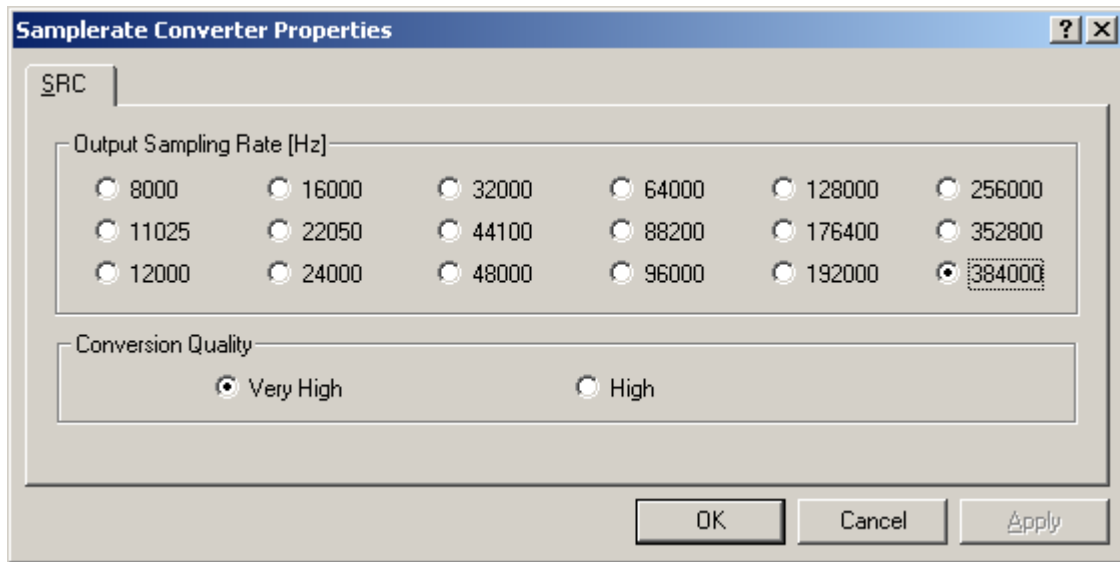 Samplerate Converter Properties
SRC
Output Sampling Rate [Hz]
8000 16000 32000 64000 128000 256000
11025 22050 44100 88200 176400 352800
12000 24000 48000 96000 192000 384000
Conversion Quality
Very High High
OK Cancel Apply